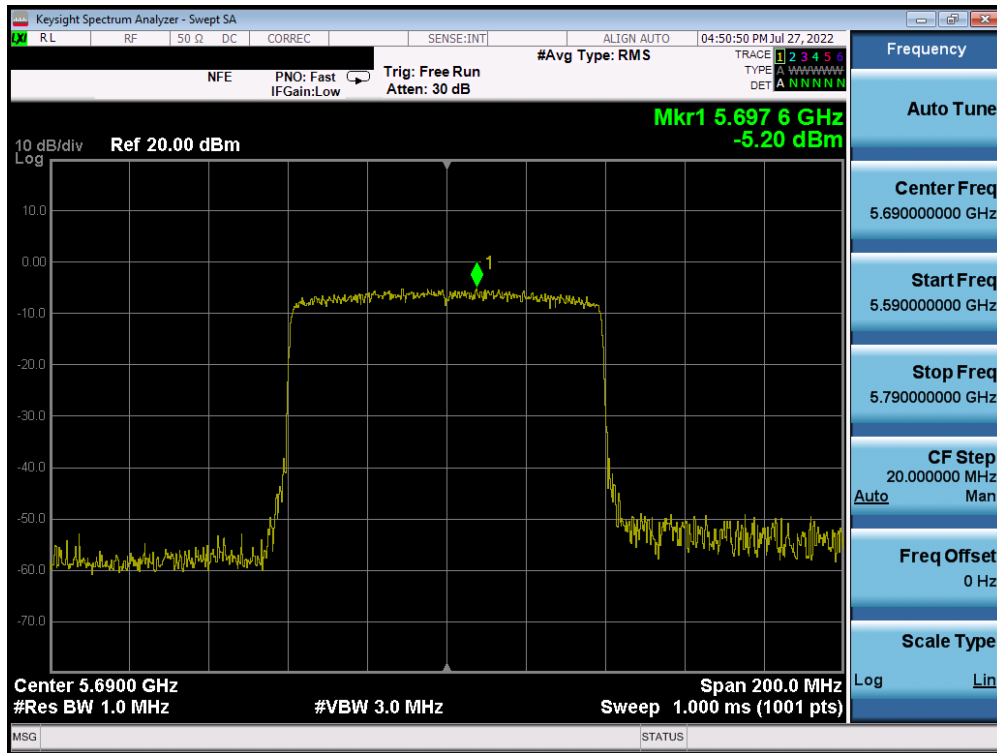 Keysight Spectrum Analyzer - Swept SA
LXI RL RF 50 Ω DC CORREC SENSE:INT ALIGN AUTO 04:50:50 PM Jul 27, 2022
NFE PNO: Fast IFGain:Low Trig: Free Run Atten: 30 dB #Avg Type: RMS TRACE 1 2 3 4 5 6
TYPE A WWWWW
DET A N N N N N
Mkr1 5.697 6 GHz
-5.20 dBm
10 dB/div Ref 20.00 dBm
Log
1
10.0
0.00
-10.0
-20.0
-30.0
-40.0
-50.0
-60.0
-70.0
Center 5.6900 GHz Span 200.0 MHz
#Res BW 1.0 MHz #VBW 3.0 MHz Sweep 1.000 ms (1001 pts)
MSG STATUS
Frequency
Auto Tune
Center Freq
5.690000000 GHz
Start Freq
5.590000000 GHz
Stop Freq
5.790000000 GHz
CF Step
20.000000 MHz
Auto Man
Freq Offset
0 Hz
Scale Type
Log Lin